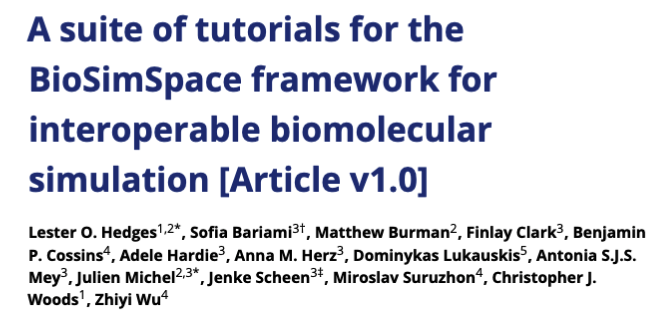 A suite of tutorials for the
BioSimSpace framework for
interoperable biomolecular
simulation [Article v1.0]
Lester O. Hedges1,2*, Sofia Bariami3†, Matthew Burman2, Finlay Clark3, Benjamin
P. Cossins4, Adele Hardie3, Anna M. Herz3, Dominykas Lukauskis5, Antonia S.J.S.
Mey3, Julien Michel2,3*, Jenke Scheen3‡, Miroslav Suruzhon4, Christopher J.
Woods1, Zhiyi Wu4